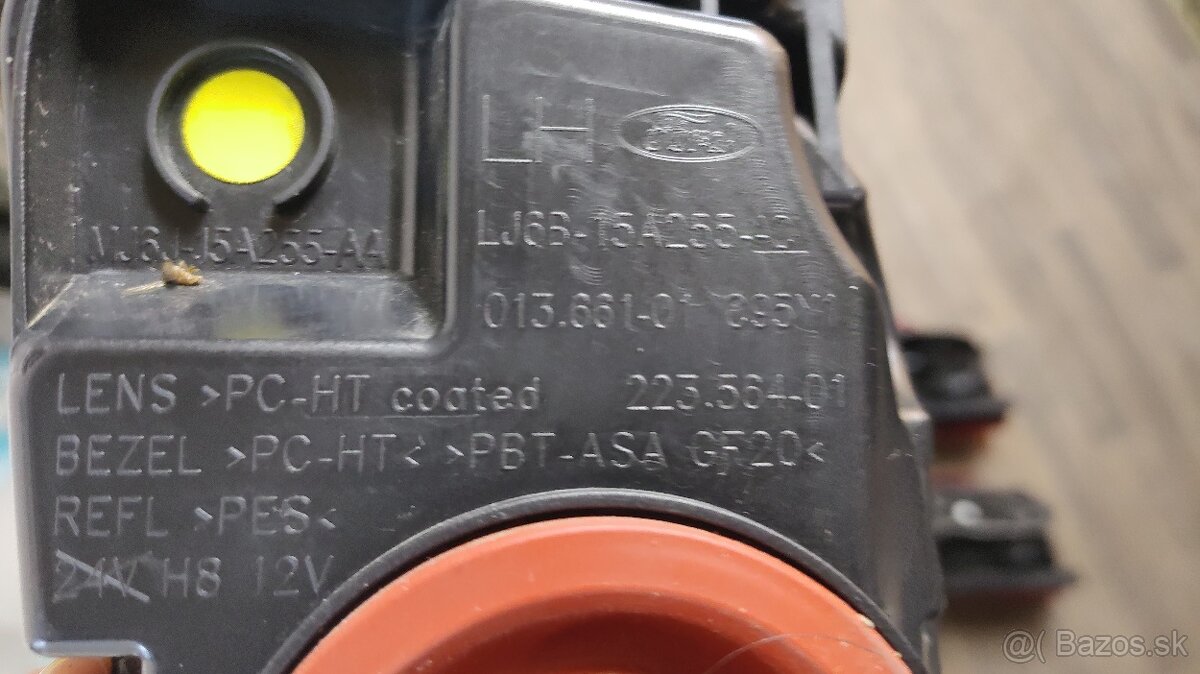 LH Ford
LJ6B-15A255-
15A255-AA
013.661-01
LENS >PC-HT coated 223.564-01
BEZEL >PC-HT< >PBT-ASA GF20<
REFL >PES<
24V H8 12V
Bazos.sk